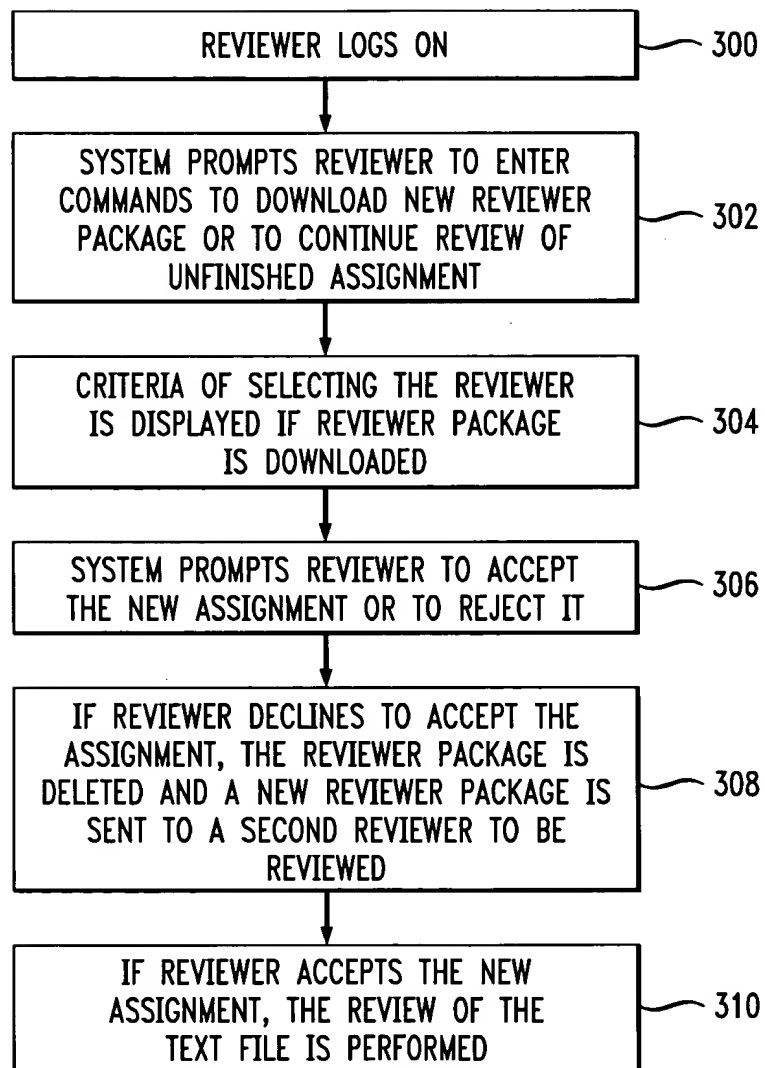 REVIEWER LOGS ON
300
SYSTEM PROMPTS REVIEWER TO ENTER
COMMANDS TO DOWNLOAD NEW REVIEWER
PACKAGE OR TO CONTINUE REVIEW OF
UNFINISHED ASSIGNMENT
302
CRITERIA OF SELECTING THE REVIEWER
IS DISPLAYED IF REVIEWER PACKAGE
IS DOWNLOADED
304
SYSTEM PROMPTS REVIEWER TO ACCEPT
THE NEW ASSIGNMENT OR TO REJECT IT
306
IF REVIEWER DECLINES TO ACCEPT THE
ASSIGNMENT, THE REVIEWER PACKAGE IS
DELETED AND A NEW REVIEWER PACKAGE IS
SENT TO A SECOND REVIEWER TO BE
REVIEWED
308
IF REVIEWER ACCEPTS THE NEW
ASSIGNMENT, THE REVIEW OF THE
TEXT FILE IS PERFORMED
310